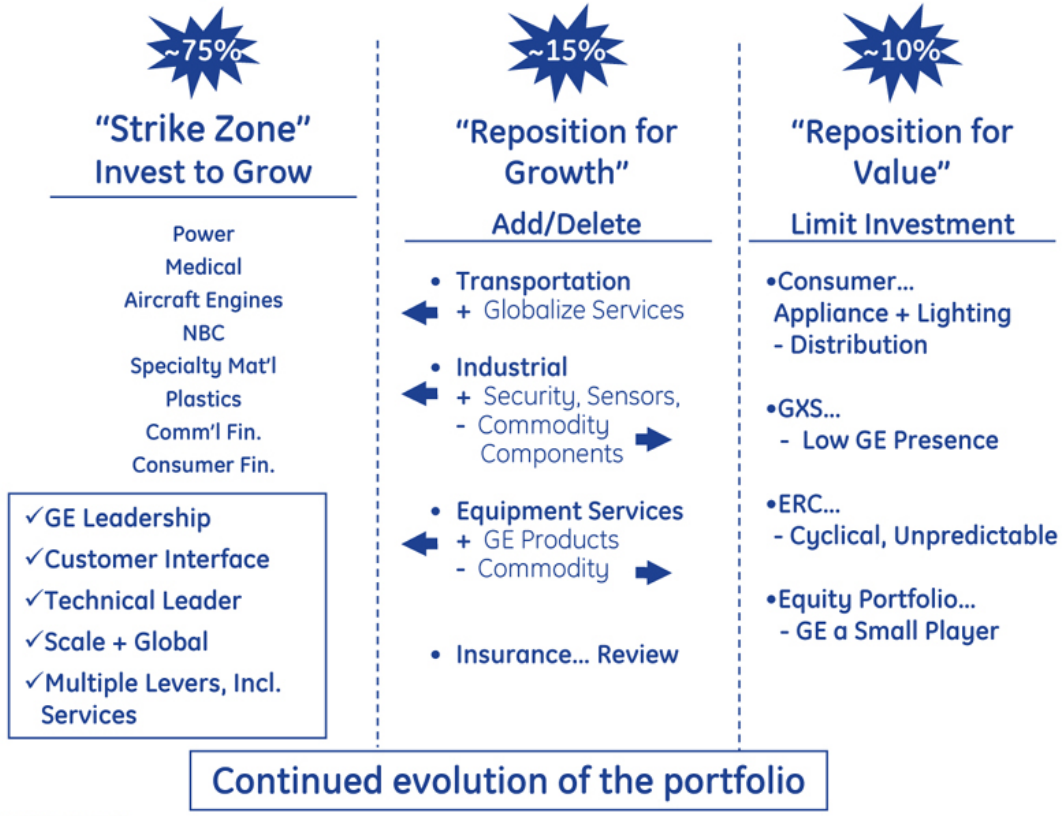 ~75%
“Strike Zone”
Invest to Grow
Power
Medical
Aircraft Engines
NBC
Specialty Mat’l
Plastics
Comm’l Fin.
Consumer Fin.
✓GE Leadership
✓Customer Interface
✓Technical Leader
✓Scale + Global
✓Multiple Levers, Incl.
Services
~15%
“Reposition for
Growth”
Add/Delete
• Transportation
+ Globalize Services
• Industrial
+ Security, Sensors,
- Commodity
Components
• Equipment Services
+ GE Products
- Commodity
• Insurance... Review
~10%
“Reposition for
Value”
Limit Investment
•Consumer...
Appliance + Lighting
- Distribution
•GXS...
- Low GE Presence
•ERC...
- Cyclical, Unpredictable
•Equity Portfolio...
- GE a Small Player
Continued evolution of the portfolio